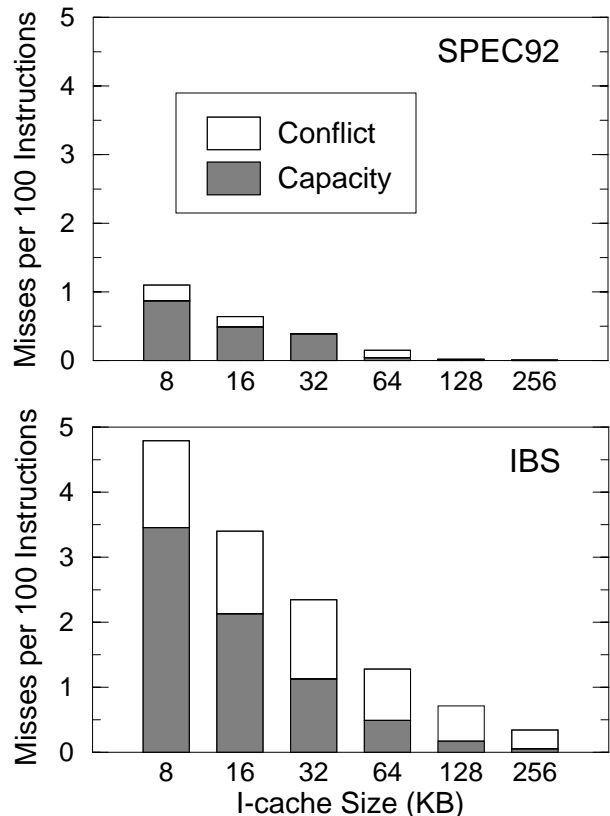 SPEC92
Conflict
Capacity
Misses per 100 Instructions
5
4
3
2
1
0
8 16 32 64 128 256
IBS
Misses per 100 Instructions
5
4
3
2
1
0
8 16 32 64 128 256
I-cache Size (KB)